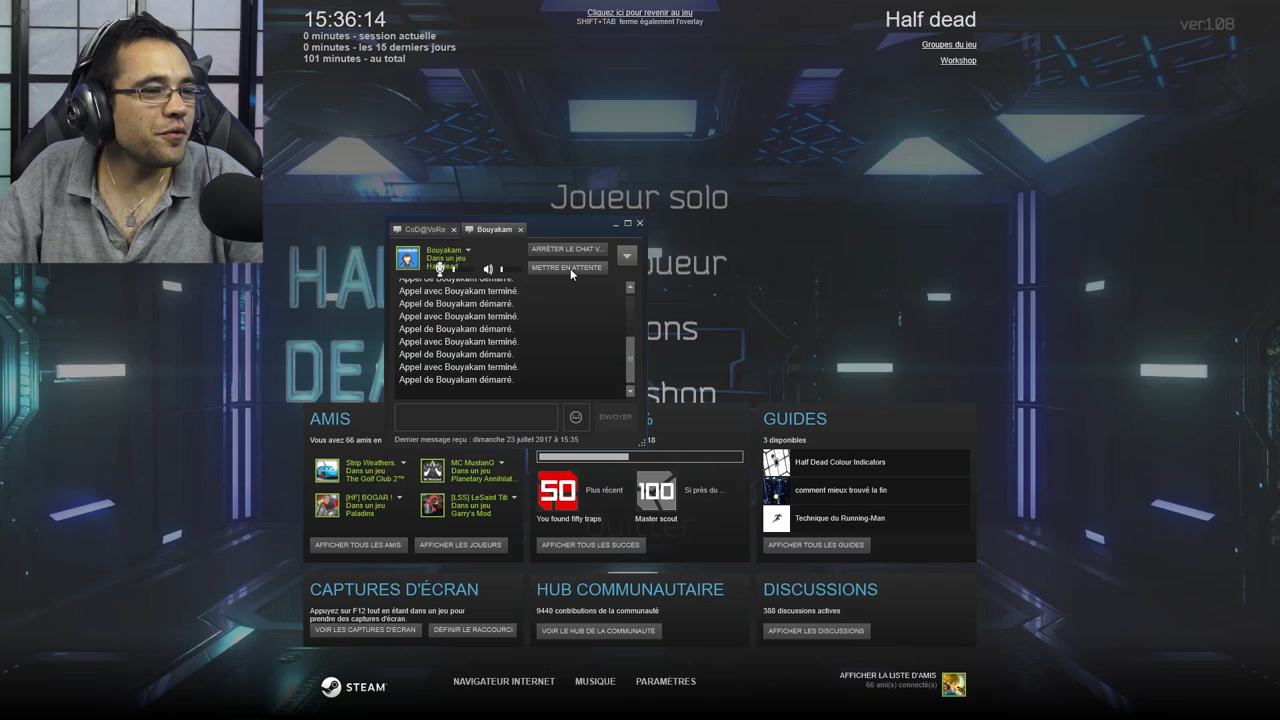 15:36:14
0 minutes - session actuelle
0 minutes - les 15 derniers jours
101 minutes - au total
Cliquez ici pour revenir au jeu
SHIFT+TAB ferme également l'overlay
Half dead
Groupes du jeu
Workshop
ver108
Joueur solo
CoD@VoRe
Bouyakam
Bouyakam
Dans un jeu
ARRÊTER LE CHAT V...
METTRE EN ATTENTE
Appel de Bouyakam démarré.
Appel avec Bouyakam terminé.
Appel de Bouyakam démarré.
Appel avec Bouyakam terminé.
Appel de Bouyakam démarré.
Appel avec Bouyakam terminé.
Appel de Bouyakam démarré.
Appel avec Bouyakam terminé.
Appel de Bouyakam démarré.
ENVOYER
Dernier message reçu : dimanche 23 juillet 2017 à 15:35
AMIS
Vous avez 66 amis en
Strip Weathers.
Dans un jeu
The Golf Club 2™
MC MustanG
Dans un jeu
Planetary Annihilat...
[HF] BOGAR !
Dans un jeu
Paladins
[LSS] LeSaint Titi
Dans un jeu
Garry's Mod
AFFICHER TOUS LES AMIS
AFFICHER LES JOUEURS
%
18
50
Plus récent
100
Si près du ...
You found fifty traps
Master scout
AFFICHER TOUS LES SUCCÈS
GUIDES
3 disponibles
Half Dead Colour Indicators
comment mieux trouvé la fin
Technique du Running-Man
AFFICHER TOUS LES GUIDES
CAPTURES D'ÉCRAN
Appuyez sur F12 tout en étant dans un jeu pour
prendre des captures d'écran.
VOIR LES CAPTURES D'ÉCRAN
DÉFINIR LE RACCOURCI
HUB COMMUNAUTAIRE
9440 contributions de la communauté
VOIR LE HUB DE LA COMMUNAUTÉ
DISCUSSIONS
388 discussions actives
AFFICHER LES DISCUSSIONS
STEAM
NAVIGATEUR INTERNET
MUSIQUE
PARAMÈTRES
AFFICHER LA LISTE D'AMIS
66 ami(s) connecté(s)